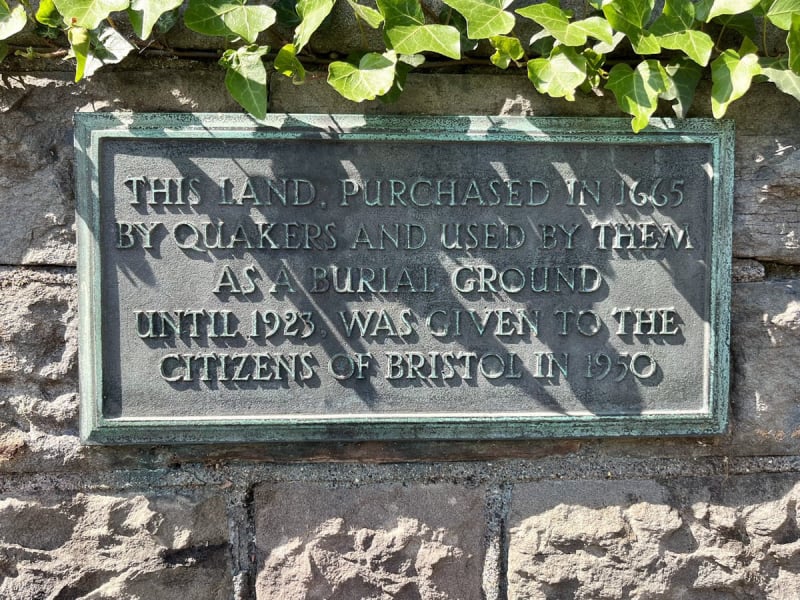 THIS LAND, PURCHASED IN 1665
BY QUAKERS AND USED BY THEM
AS A BURIAL GROUND
UNTIL 1923, WAS GIVEN TO THE
CITIZENS OF BRISTOL IN 1950